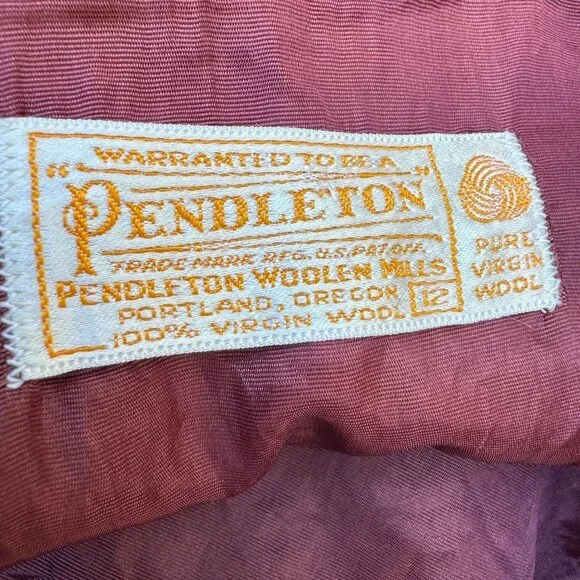 WARRANTED TO BE A
"PENDLETON"
TRADE MARK REG. U.S. PAT. OFF.
PENDLETON WOOLEN MILLS
PORTLAND, OREGON
100% VIRGIN WOOL 12
PURE
VIRGIN
WOOL